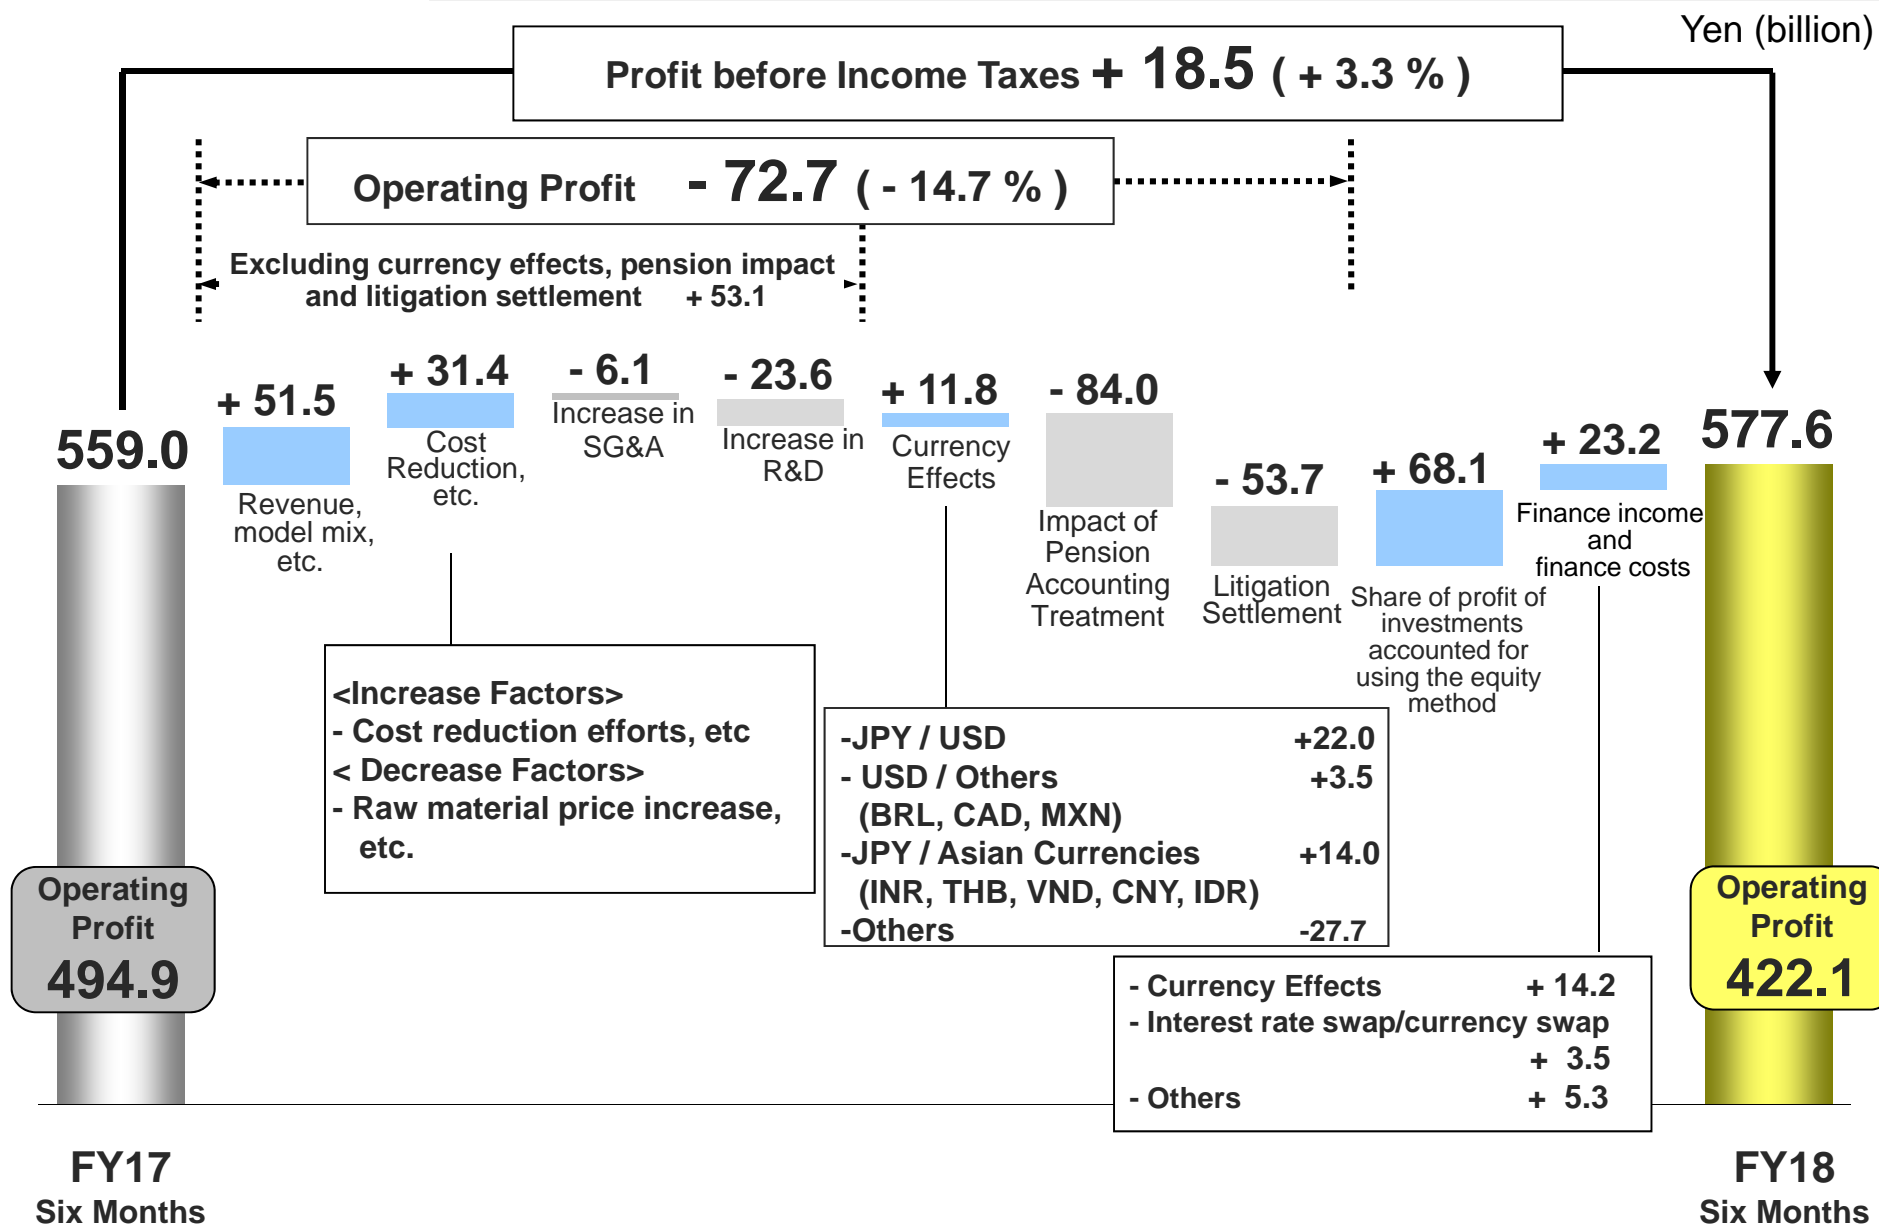 Yen (billion)
Profit before Income Taxes + 18.5 ( + 3.3 % )
Operating Profit - 72.7 ( - 14.7 % )
Excluding currency effects, pension impact
and litigation settlement + 53.1
559.0
+ 51.5
Revenue,
model mix,
etc.
+ 31.4
Cost
Reduction,
etc.
- 6.1
Increase in
SG&A
- 23.6
Increase in
R&D
+ 11.8
Currency
Effects
- 84.0
Impact of
Pension
Accounting
Treatment
- 53.7
Litigation
Settlement
+ 68.1
Share of profit of
investments
accounted for
using the equity
method
+ 23.2
Finance income
and
finance costs
577.6
<Increase Factors>
- Cost reduction efforts, etc
< Decrease Factors>
- Raw material price increase,
etc.
-JPY / USD +22.0
- USD / Others +3.5
(BRL, CAD, MXN)
-JPY / Asian Currencies +14.0
(INR, THB, VND, CNY, IDR)
-Others -27.7
- Currency Effects + 14.2
- Interest rate swap/currency swap
+ 3.5
- Others + 5.3
Operating
Profit
494.9
Operating
Profit
422.1
FY17
Six Months
FY18
Six Months